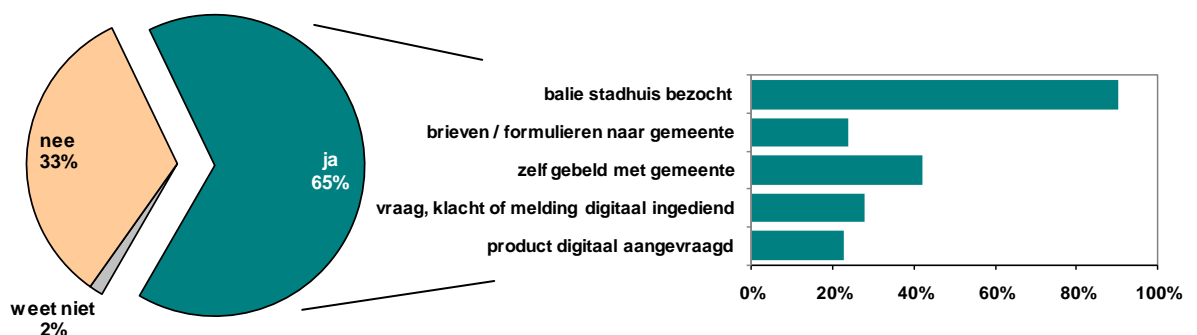 nee
33%
ja
65%
weet niet
2%
balie stadhuis bezocht
brieven / formulieren naar gemeente
zelf gebeld met gemeente
vraag, klacht of melding digitaal ingediend
product digitaal aangevraagd
0% 20% 40% 60% 80% 100%